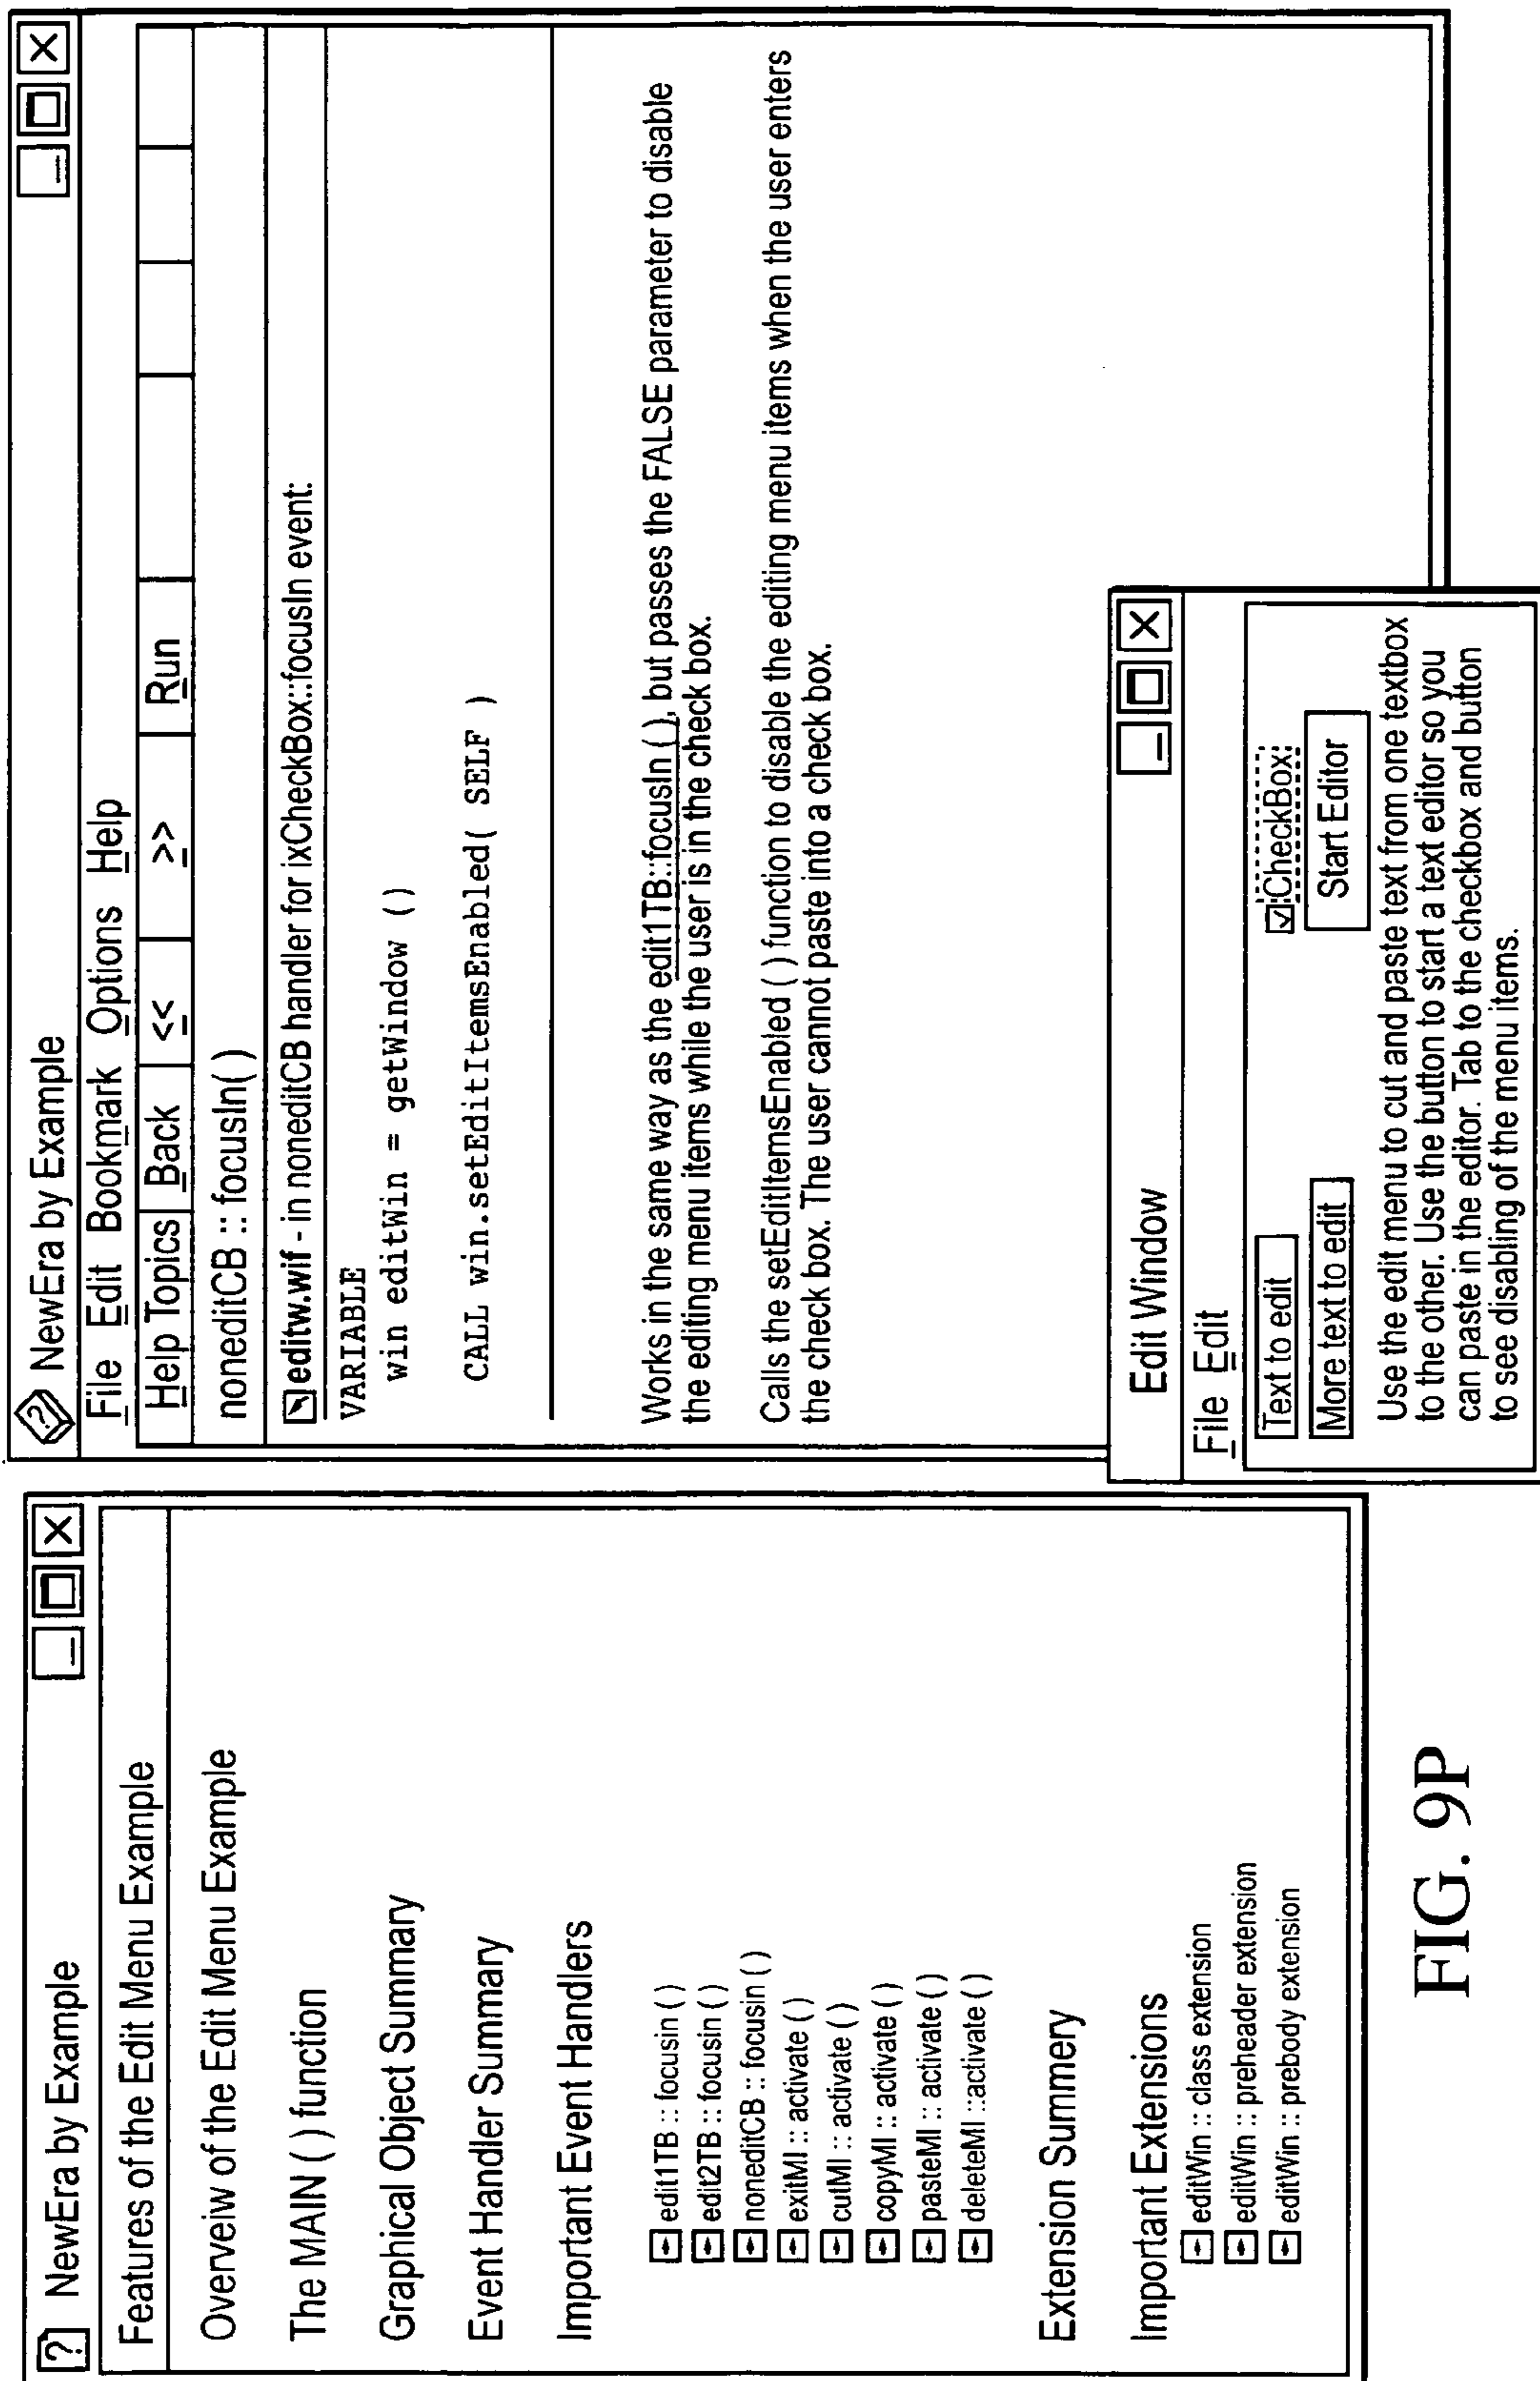 NewEra by Example
Features of the Edit Menu Example
Overveiw of the Edit Menu Example
The MAIN ( ) function
Graphical Object Summary
Event Handler Summary
Important Event Handlers
edit1TB :: focusin ( )
edit2TB :: focusin ( )
noneditCB :: focusin ( )
exitMI :: activate ( )
cutMI :: activate ( )
copyMI :: activate ( )
pasteMI :: activate ( )
deleteMI ::activate ( )
Extension Summery
Important Extensions
editWin :: class extension
editWin :: preheader extension
editWin :: prebody extension
NewEra by Example
File Edit Bookmark Options Help
Help Topics Back << >> Run
noneditCB :: focusIn( )
editw.wif - in noneditCB handler for ixCheckBox::focusIn event:
VARIABLE
win editWin = getWindow ()
CALL win.setEditItemsEnabled( SELF )
Works in the same way as the edit1TB::focusIn ( ), but passes the FALSE parameter to disable
the editing menu items while the user is in the check box.
Calls the setEditItemsEnabled ( ) function to disable the editing menu items when the user enters
the check box. The user cannot paste into a check box.
Edit Window
File Edit
Text to edit
CheckBox
More text to edit
Start Editor
Use the edit menu to cut and paste text from one textbox
to the other. Use the button to start a text editor so you
can paste in the editor. Tab to the checkbox and button
to see disabling of the menu items.
FIG. 9P